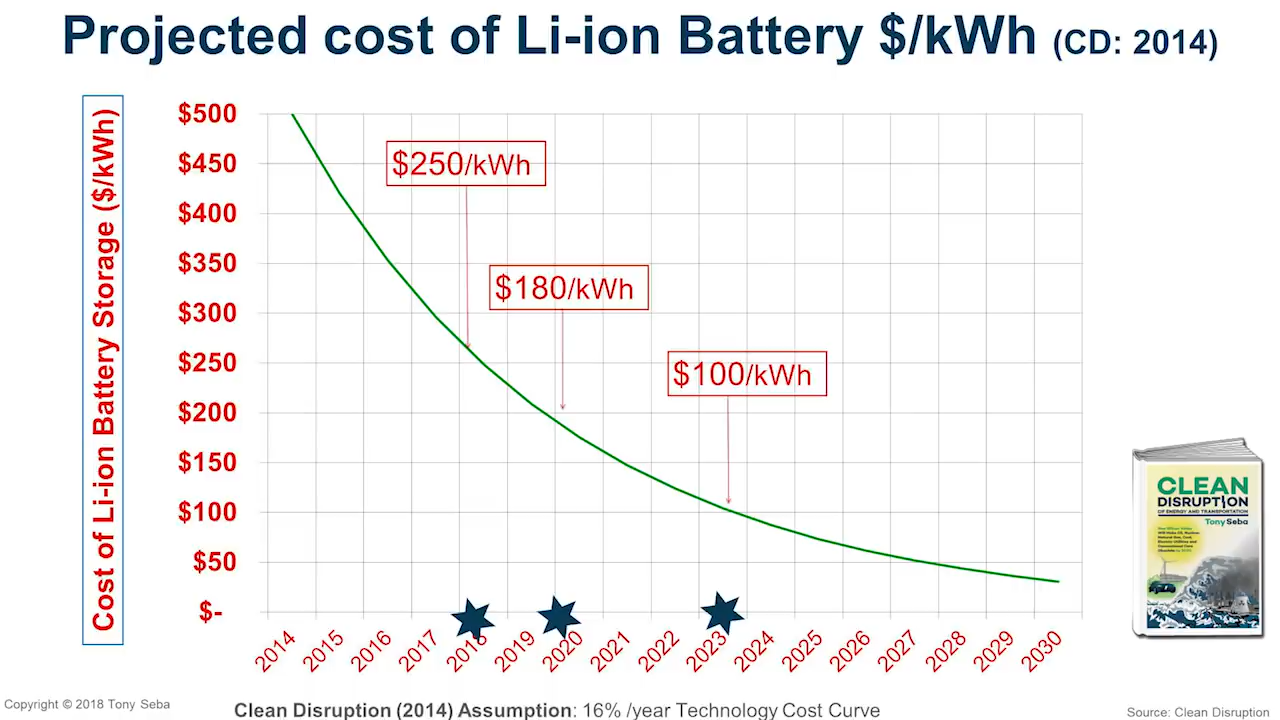 Projected cost of Li-ion Battery $/kWh (CD: 2014)
Cost of Li-ion Battery Storage ($/kWh)
$500
$450
$400
$350
$300
$250
$200
$150
$100
$50
$-
$250/kWh
$180/kWh
$100/kWh
2014
2015
2016
2017
2018
2019
2020
2021
2022
2023
2024
2025
2026
2027
2028
2029
2030
CLEAN
DISRUPTION
OF ENERGY AND TRANSPORTATION
Tony Seba
Copyright © 2018 Tony Seba
Clean Disruption (2014) Assumption: 16% /year Technology Cost Curve
Source: Clean Disruption